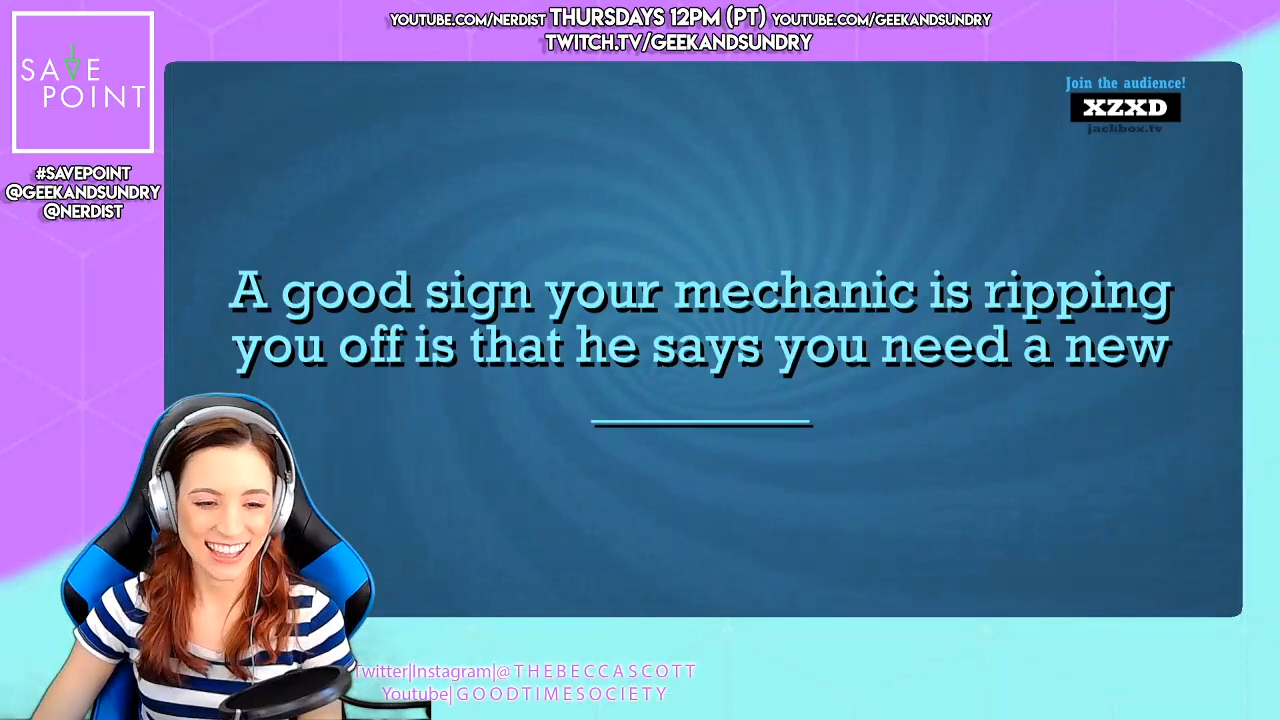 YOUTUBE.COM/NERDIST THURSDAYS 12PM (PT) YOUTUBE.COM/GEEKANDSUNDRY
TWITCH.TV/GEEKANDSUNDRY
SAVE
POINT
#SAVEPOINT
@GEEKANDSUNDRY
@NERDIST
Join the audience!
XZXD
jackbox.tv
A good sign your mechanic is ripping
you off is that he says you need a new
Twitter|Instagram|@THEBECCASCOTT
Youtube|GOODTIMESOCIETY